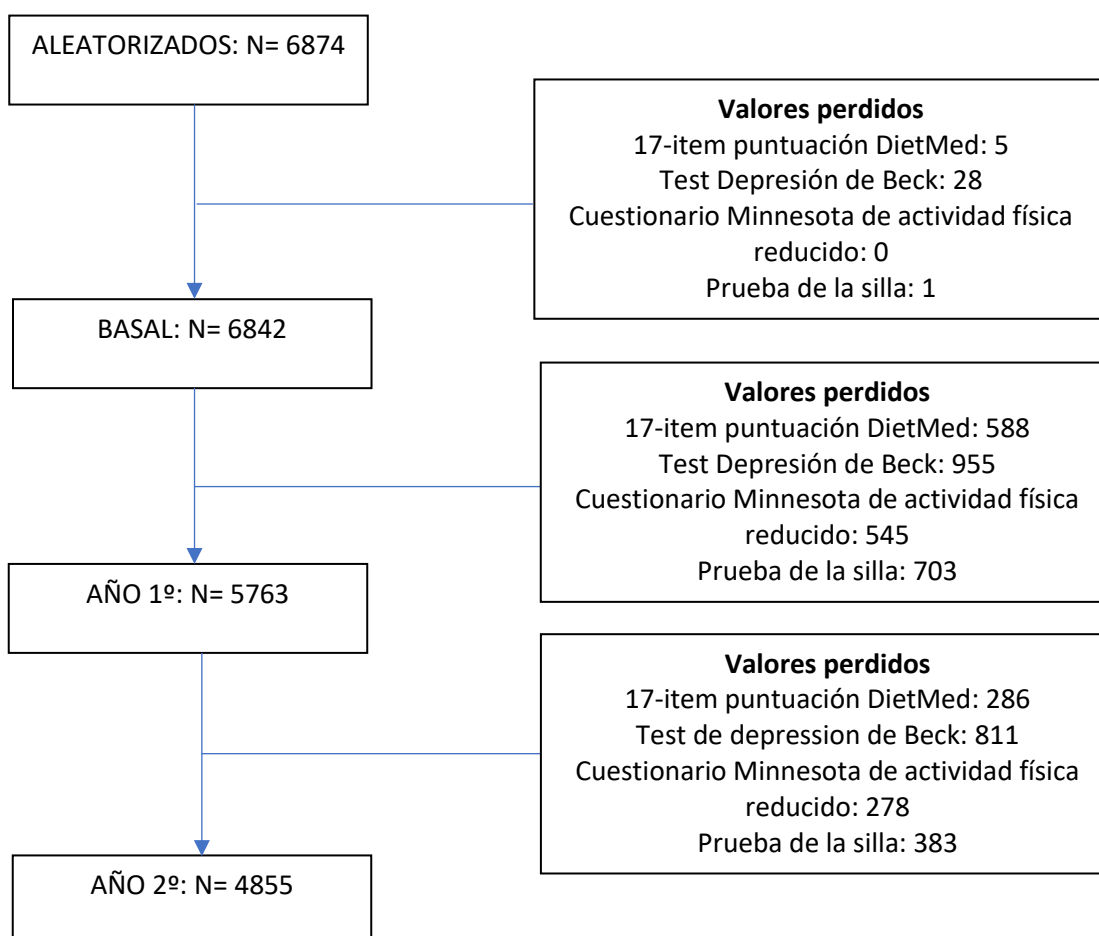 ALEATORIZADOS: N= 6874
Valores perdidos
17-item puntuación DietMed: 5
Test Depresión de Beck: 28
Cuestionario Minnesota de actividad física
reducido: 0
Prueba de la silla: 1
BASAL: N= 6842
Valores perdidos
17-item puntuación DietMed: 588
Test Depresión de Beck: 955
Cuestionario Minnesota de actividad física
reducido: 545
Prueba de la silla: 703
AÑO 1º: N= 5763
Valores perdidos
17-item puntuación DietMed: 286
Test de depression de Beck: 811
Cuestionario Minnesota de actividad física
reducido: 278
Prueba de la silla: 383
AÑO 2º: N= 4855